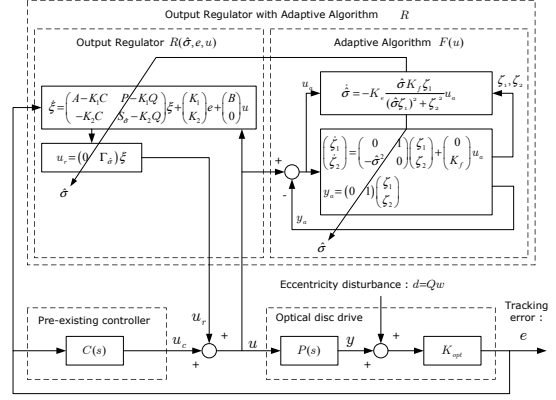 Output Regulator with Adaptive Algorithm R
Output Regulator R(σ̂,e,u)
Adaptive Algorithm F(u)
ξ̇ = (A−K₁C P−K₁Q; −K₂C S_σ̂−K₂Q) ξ + (K₁; K₂) e + (B; 0) u
u_r = (0 Γ_σ̂) ξ
σ̂
u_a
σ̂̇ = −K_e σ̂K_f ζ₁ / ((σ̂ζ₁)² + ζ₂²) u_a
ζ₁, ζ₂
(ζ̇₁; ζ̇₂) = (0 1; −σ̂² 0) (ζ₁; ζ₂) + (0; K_f) u_a
y_a = (0 1) (ζ₁; ζ₂)
+
-
y_a
σ̂
Eccentricity disturbance : d=Qw
Pre-existing controller
Optical disc drive
Tracking
error :
u_r
C(s)
u_c
+
+
u
P(s)
y
+
+
K_opt
e